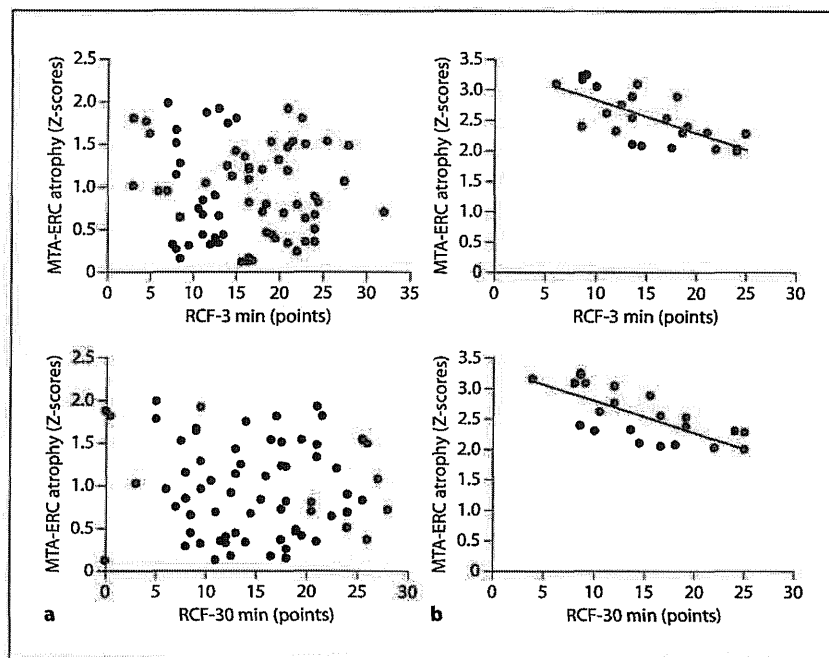 MTA-ERC atrophy (Z-scores)
2.5
2.0
1.5
1.0
0.5
0
0 5 10 15 20 25 30 35
RCF-3 min (points)
MTA-ERC atrophy (Z-scores)
3.5
3.0
2.5
2.0
1.5
1.0
0.5
0
0 5 10 15 20 25 30
RCF-3 min (points)
MTA-ERC atrophy (Z-scores)
2.5
2.0
1.5
1.0
0.5
0
0 5 10 15 20 25 30
a RCF-30 min (points)
MTA-ERC atrophy (Z-scores)
3.5
3.0
2.5
2.0
1.5
1.0
0.5
0
0 5 10 15 20 25 30
b RCF-30 min (points)